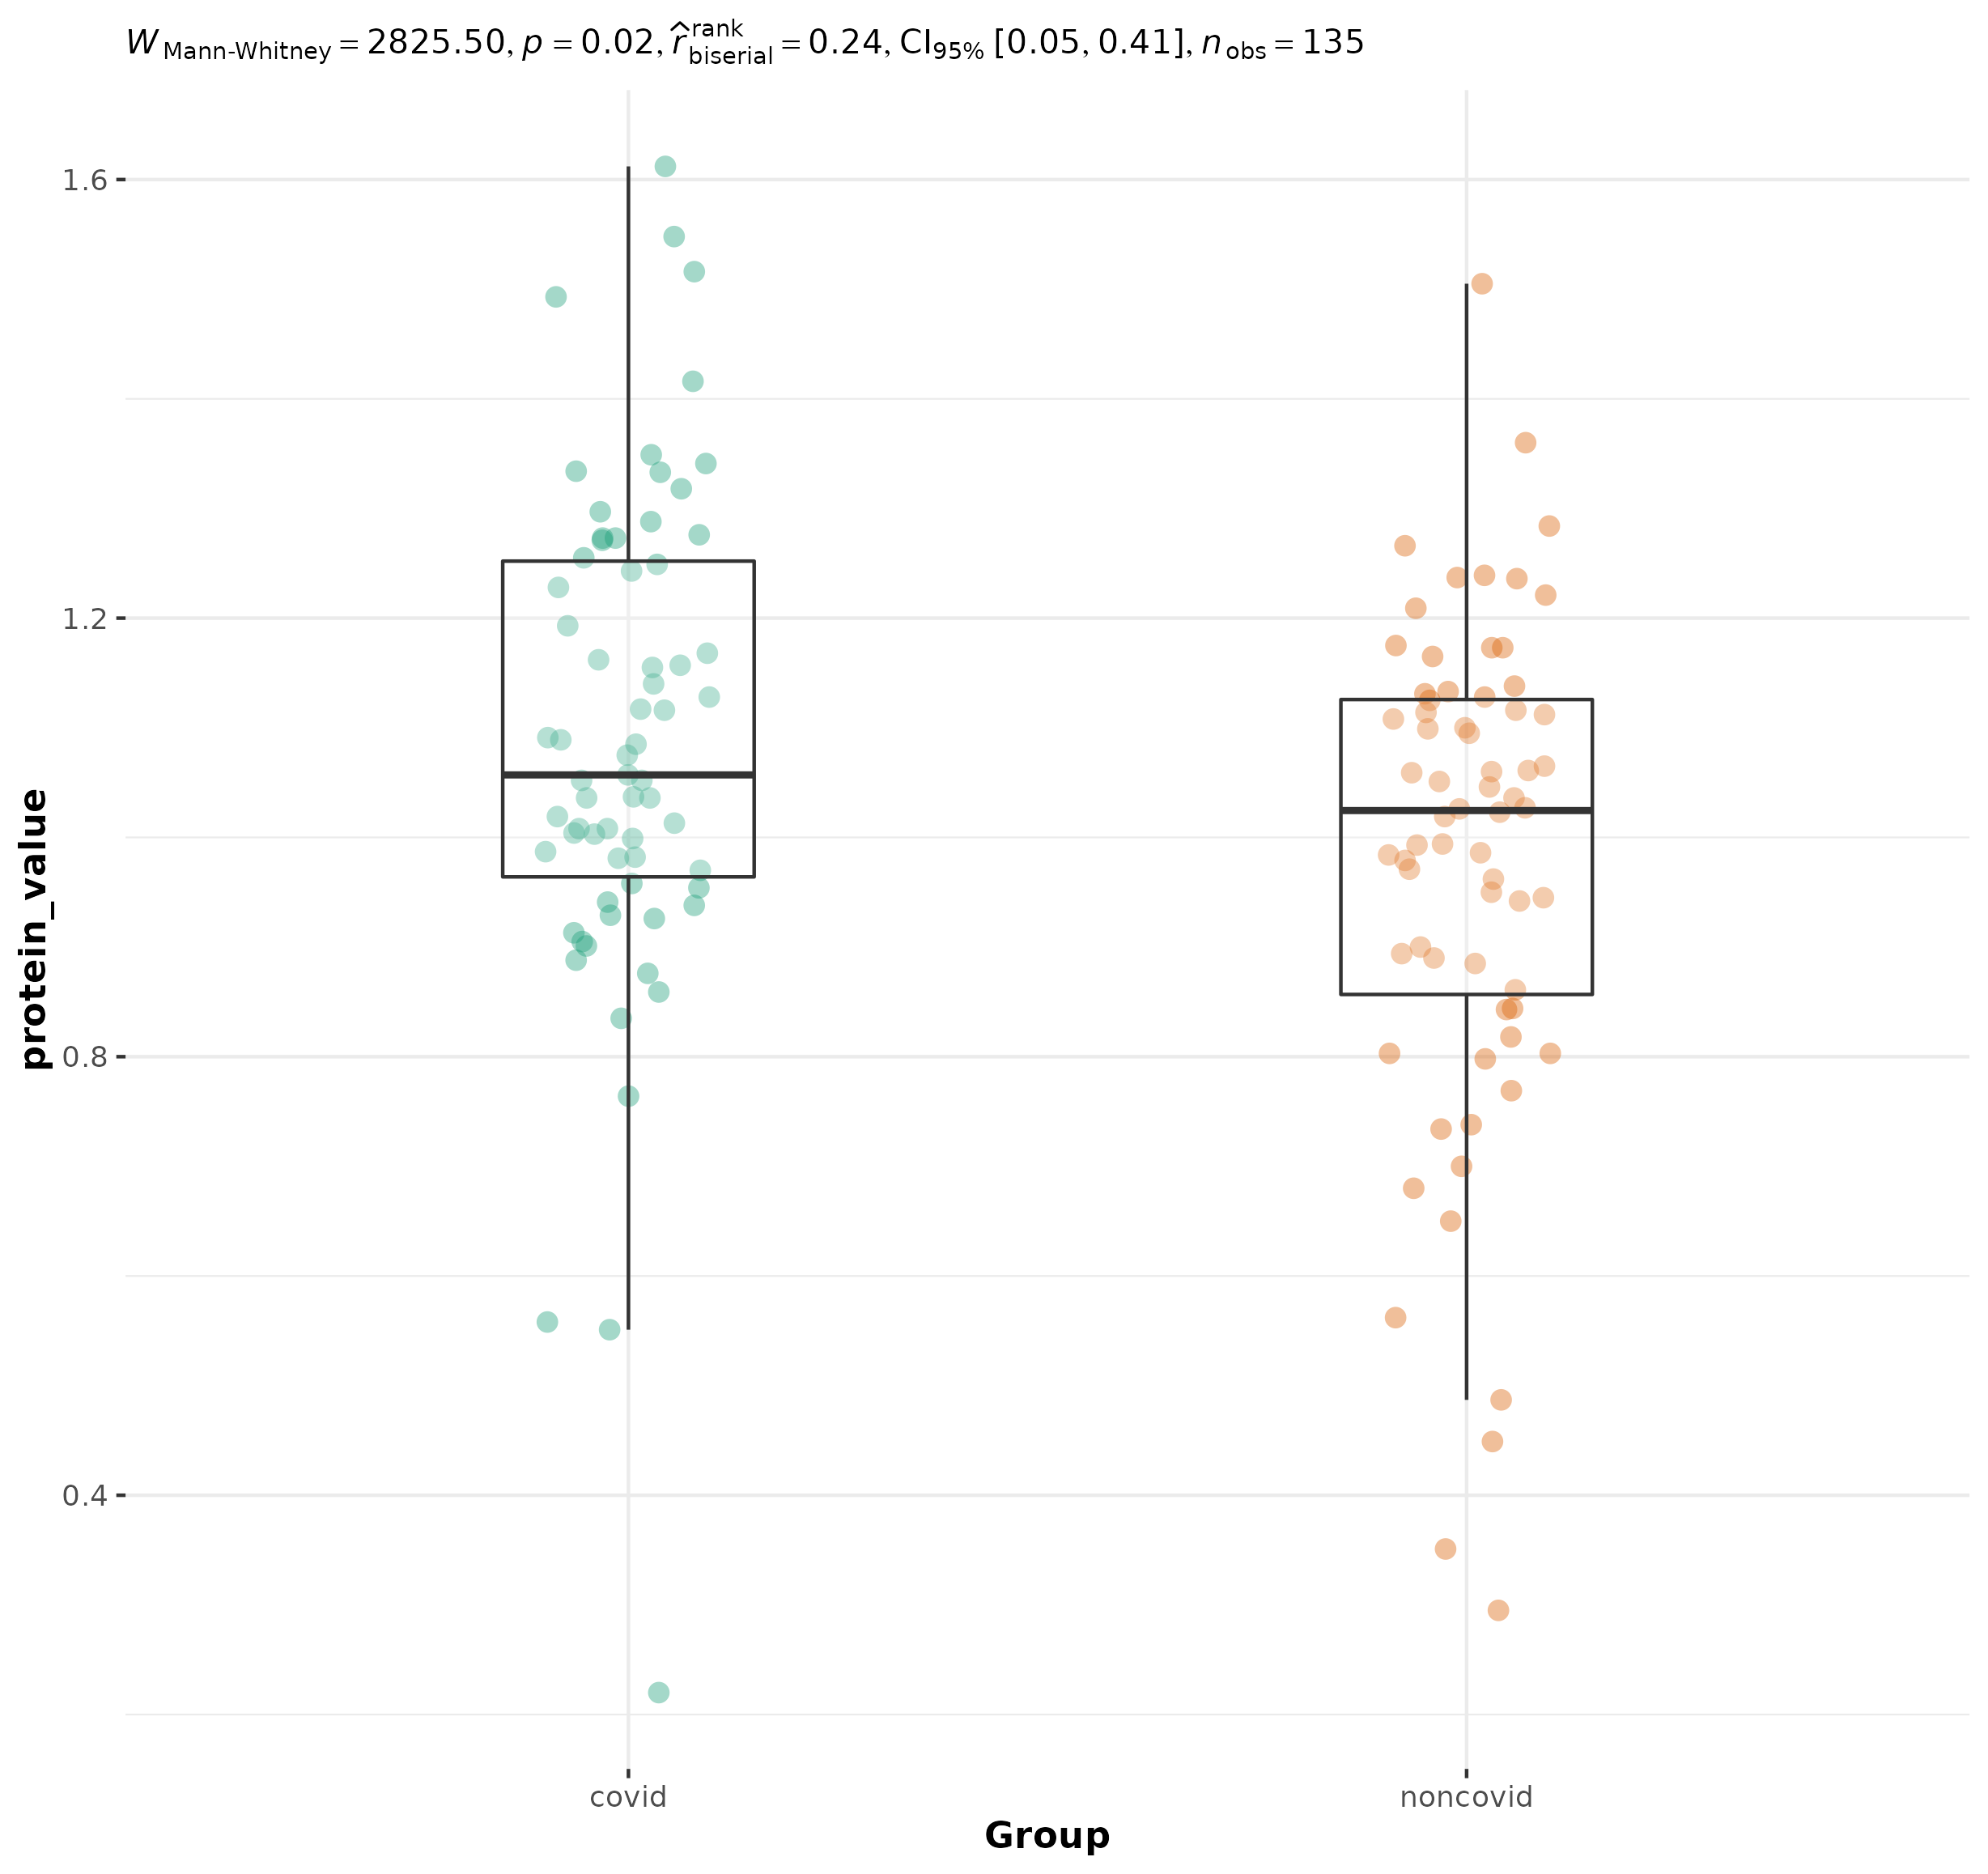 W Mann-Whitney = 2825.50, p = 0.02, r̂ rank biserial = 0.24, CI95% [0.05, 0.41], n obs = 135
1.6
1.2
0.8
0.4
protein_value
covid noncovid
Group